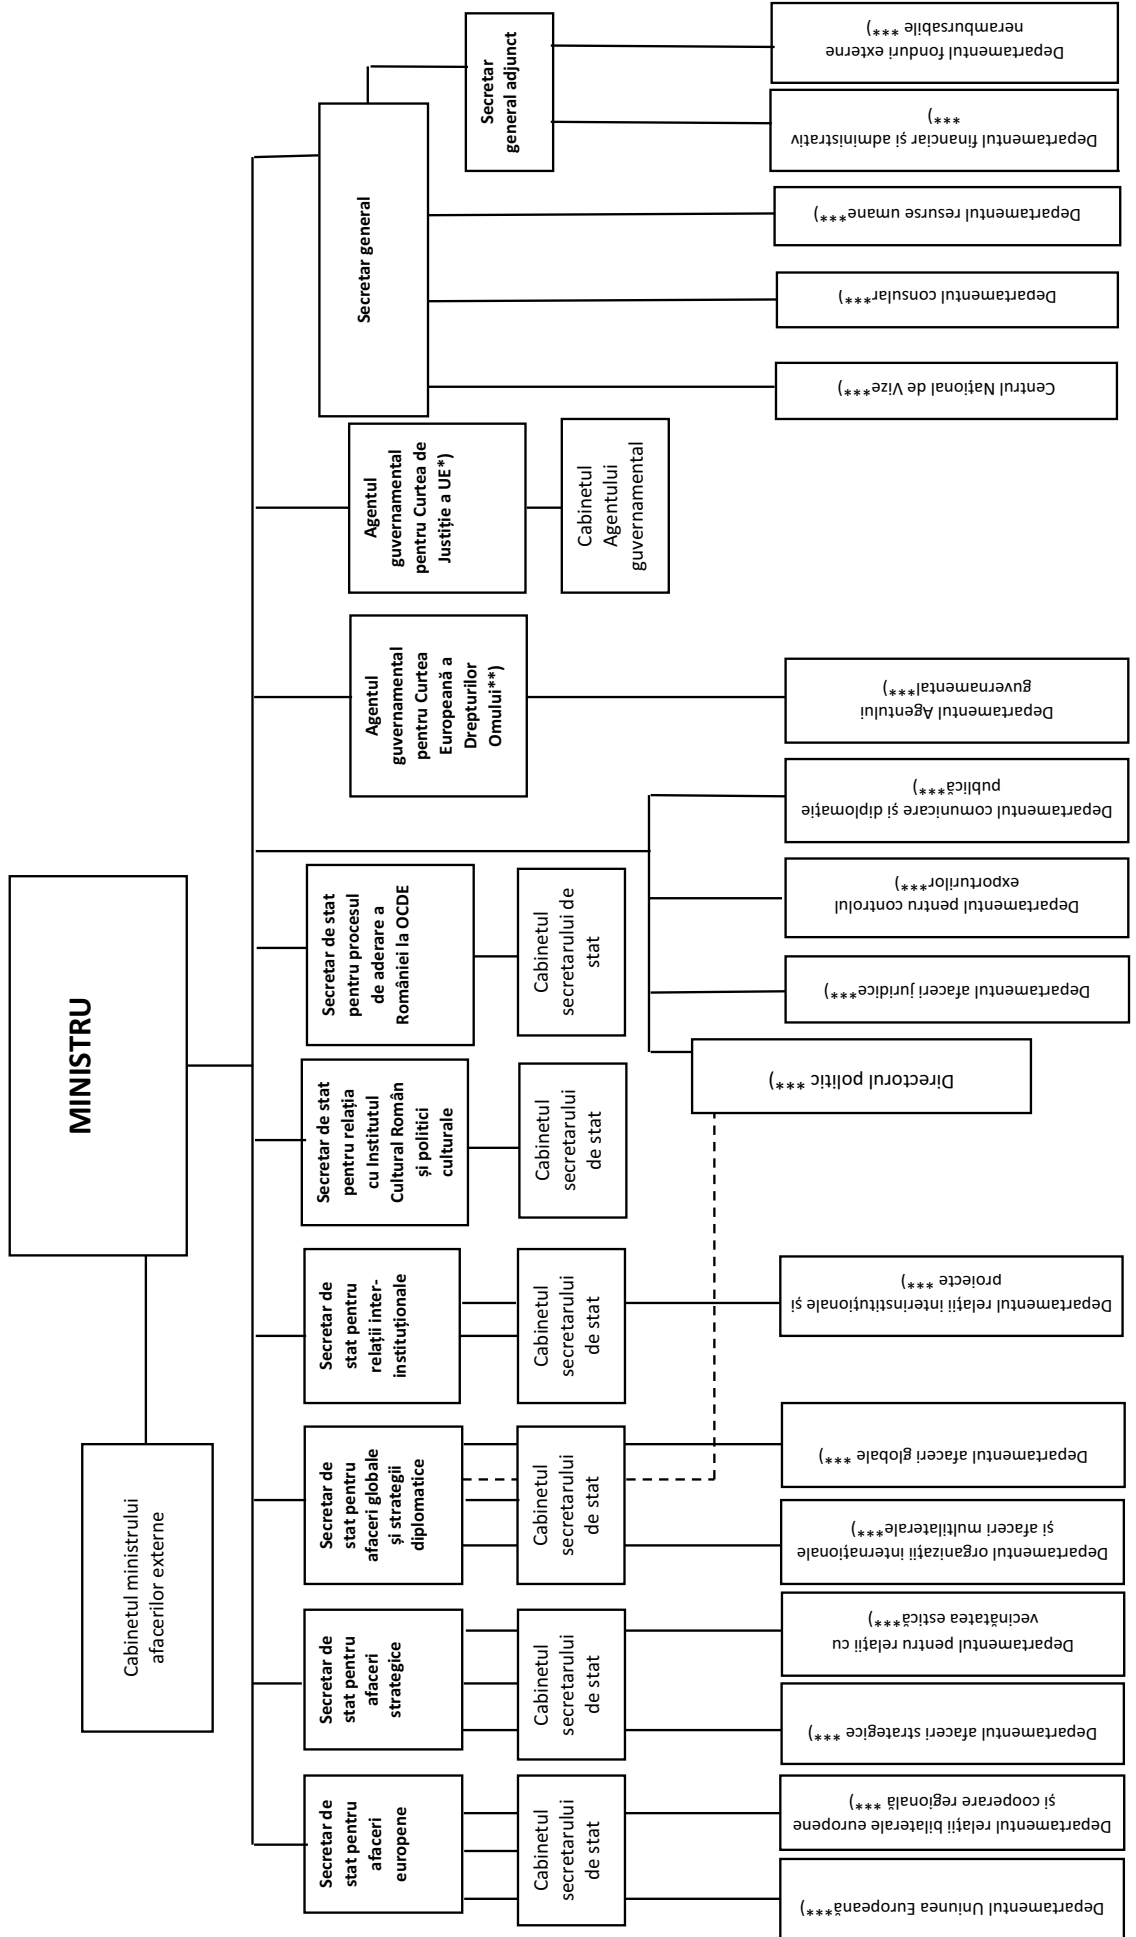 MINISTRU
Cabinetul ministrului
afacerilor externe
Secretar de
stat pentru
afaceri
europene
Secretar de
stat pentru
afaceri
strategice
Secretar de
stat pentru
afaceri globale
și strategii
diplomatice
Secretar de
stat pentru
relații inter-
instituționale
Secretar de stat
pentru relația
cu Institutul
Cultural Român
și politici
culturale
Secretar de stat
pentru procesul
de aderare a
României la OCDE
Agentul
guvernamental
pentru Curtea
Europeană a
Drepturilor
Omului**)
Agentul
guvernamental
pentru Curtea de
Justiție a UE*)
Secretar general
Secretar
general adjunct
Cabinetul
secretarului
de stat
Cabinetul
secretarului
de stat
Cabinetul
secretarului
de stat
Cabinetul
secretarului
de stat
Cabinetul
secretarului
de stat
Cabinetul
secretarului de
stat
Cabinetul
Agentului
guvernamental
Directorul politic ***)
Departamentul Uniunea Europeană***)
Departamentul relații bilaterale europene
și cooperare regională ***)
Departamentul afaceri strategice ***)
Departamentul pentru relații cu
vecinătatea estică***)
Departamentul organizații internaționale
și afaceri multilaterale***)
Departamentul afaceri globale ***)
Departamentul relații interinstituționale și
proiecte ***)
Departamentul afaceri juridice***)
Departamentul pentru controlul
exporturilor***)
Departamentul comunicare și diplomație
publică***)
Departamentul Agentului
guvernamental***)
Centrul Național de Vize***)
Departamentul consular***)
Departamentul resurse umane***)
Departamentul financiar și administrativ
***)
Departamentul fonduri externe
nerambursabile ***)